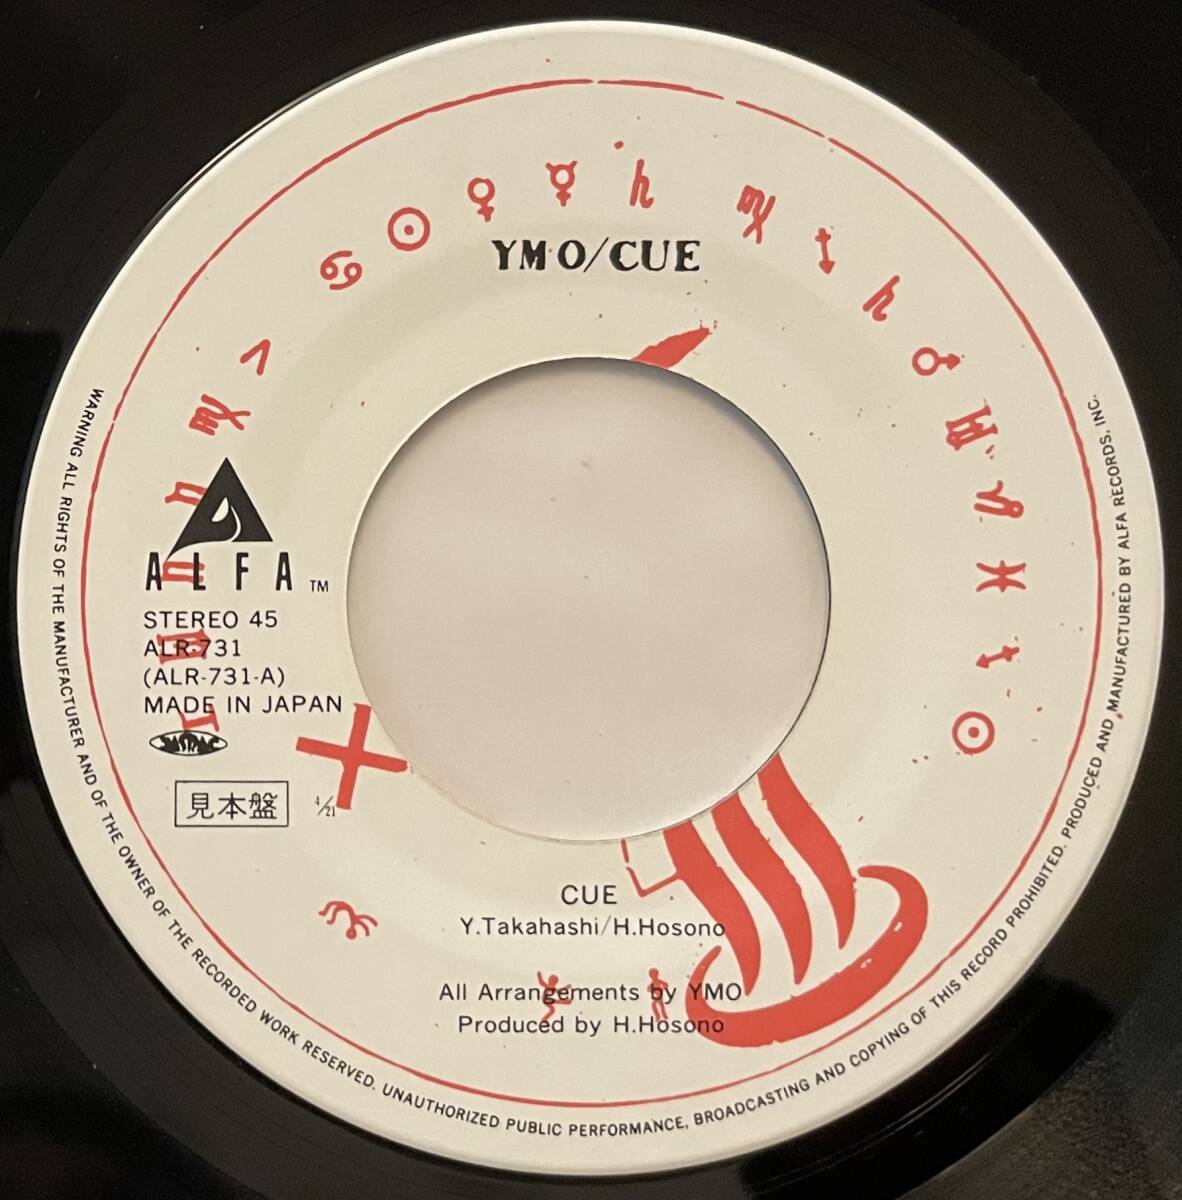 YMO/CUE
ALFA™
STEREO 45
ALR-731
(ALR-731-A)
MADE IN JAPAN
JASRAC
見本盤
4/21
CUE
Y.Takahashi/H.Hosono
All Arrangements by YMO
Produced by H.Hosono
WARNING ALL RIGHTS OF THE MANUFACTURER AND OF THE OWNER OF THE RECORDED WORK RESERVED. UNAUTHORIZED PUBLIC PERFORMANCE, BROADCASTING AND COPYING OF THIS RECORD PROHIBITED. PRODUCED AND MANUFACTURED BY ALFA RECORDS, INC.